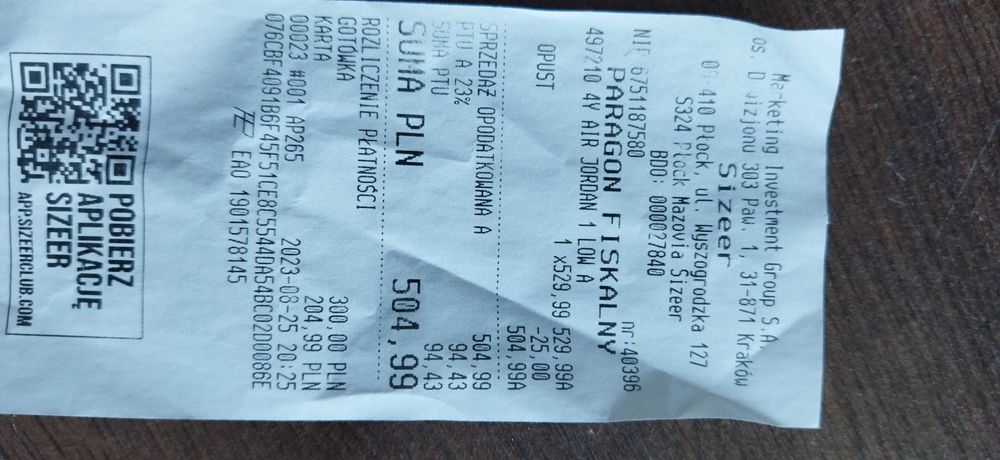 Marketing Investment Group S.A.
os. Dywizjonu 303 Paw. 1, 31-871 Kraków
Sizeer
09-410 Płock, ul. Wyszogrodzka 127
S324 Płock Mazovia Sizeer
BDO: 000027840
NIP 6751187580 nr:40396
PARAGON FISKALNY
497210 4Y AIR JORDAN 1 LOW A
1 x529,99 529,99A
OPUST -25,00
504,99A
SPRZEDAŻ OPODATKOWANA A 504,99
PTU A 23% 94,43
SUMA PTU 94,43
SUMA PLN 504,99
ROZLICZENIE PŁATNOŚCI
GOTÓWKA 300,00 PLN
KARTA 204,99 PLN
00023 #001 AP265 2023-08-25 20:25
076CBF4091B6F45F51CE8C5544DA54BC02D0086E
EAO 1901578145
POBIERZ
APLIKACJĘ
SIZEER
APP.SIZEERCLUB.COM